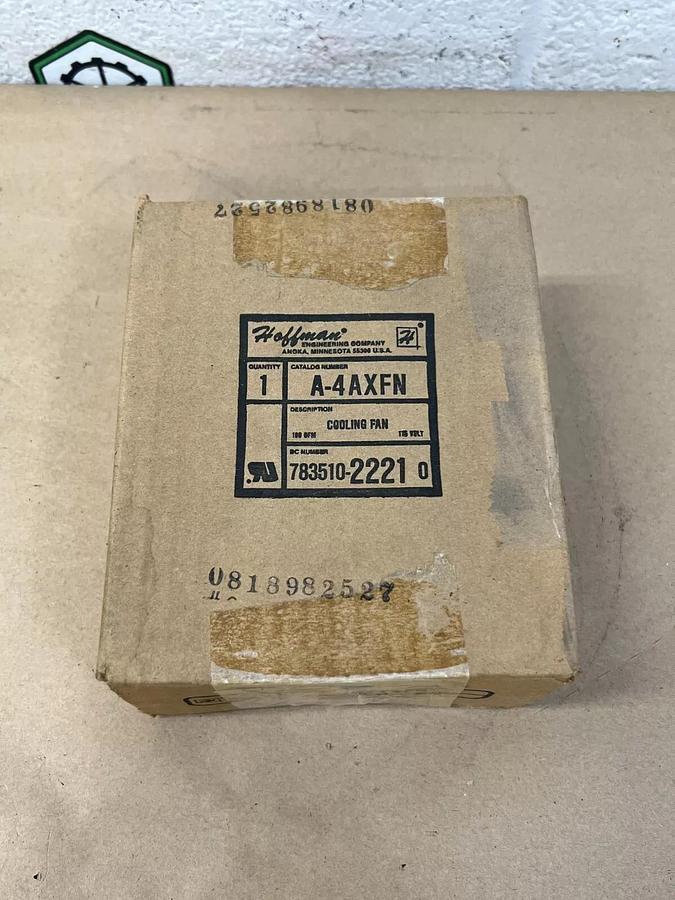 0818982527
Hoffman®
H®
ENGINEERING COMPANY
ANOKA, MINNESOTA 55306 U.S.A.
QUANTITY
1
CATALOG NUMBER
A-4AXFN
DESCRIPTION
COOLING FAN
100 CFM 115 VOLT
BC NUMBER
783510-2221 0
0818982527